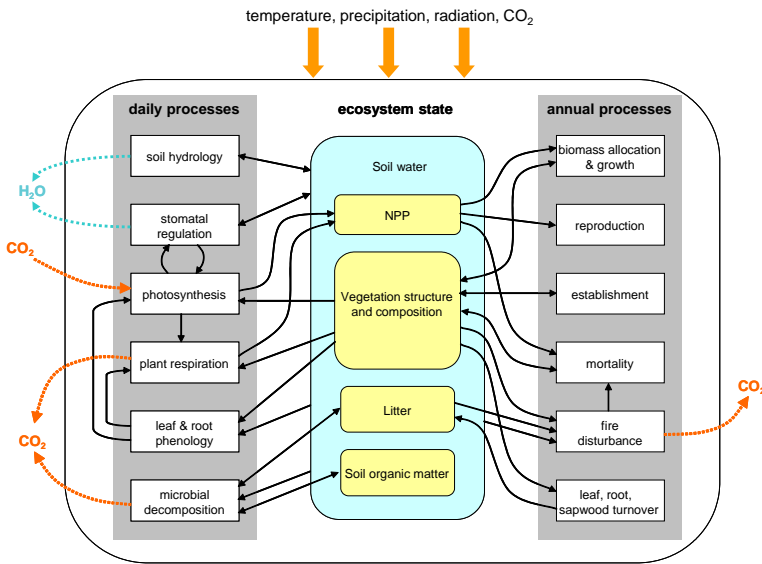 temperature, precipitation, radiation, CO₂
daily processes
ecosystem state
annual processes
soil hydrology
stomatal
regulation
photosynthesis
plant respiration
leaf & root
phenology
microbial
decomposition
H₂O
CO₂
CO₂
Soil water
NPP
Vegetation structure
and composition
Litter
Soil organic matter
biomass allocation
& growth
reproduction
establishment
mortality
fire
disturbance
leaf, root,
sapwood turnover
CO₂